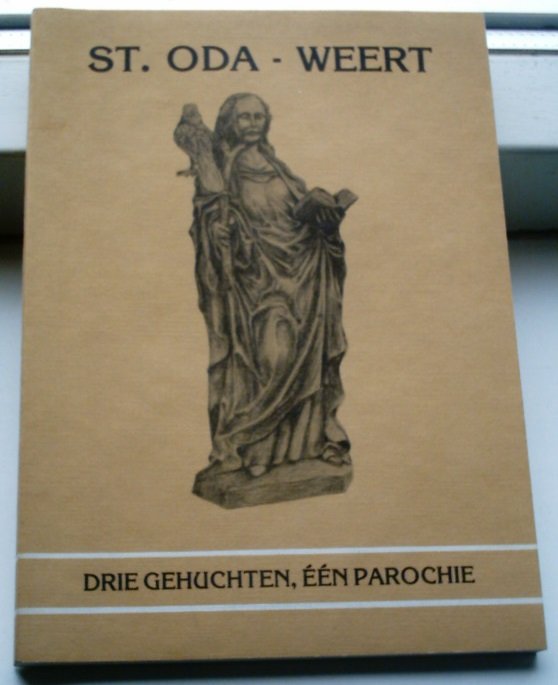 ST. ODA - WEERT
DRIE GEHUCHTEN, ÉÉN PAROCHIE